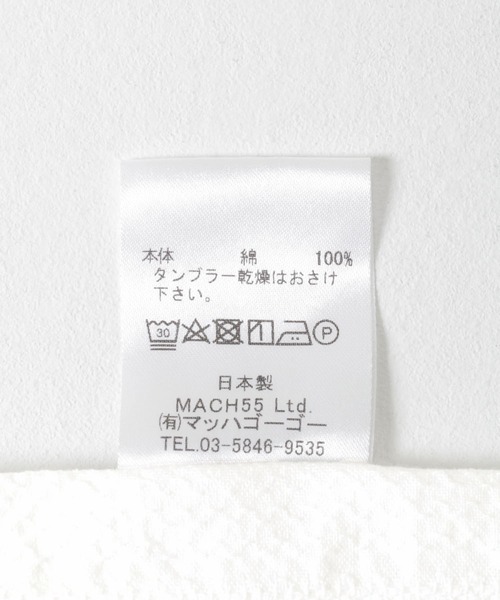 本体 綿 100%
タンブラー乾燥はおさけ
下さい。
30 P
日本製
MACH55 Ltd.
(有)マッハゴーゴー
TEL.03-5846-9535